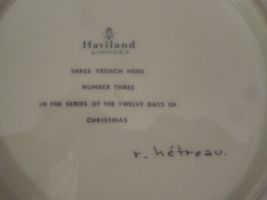 Haviland
LIMOGES
THREE FRENCH HENS
NUMBER THREE
IN THE SERIES OF THE TWELVE DAYS OF
CHRISTMAS
r. hétreau.